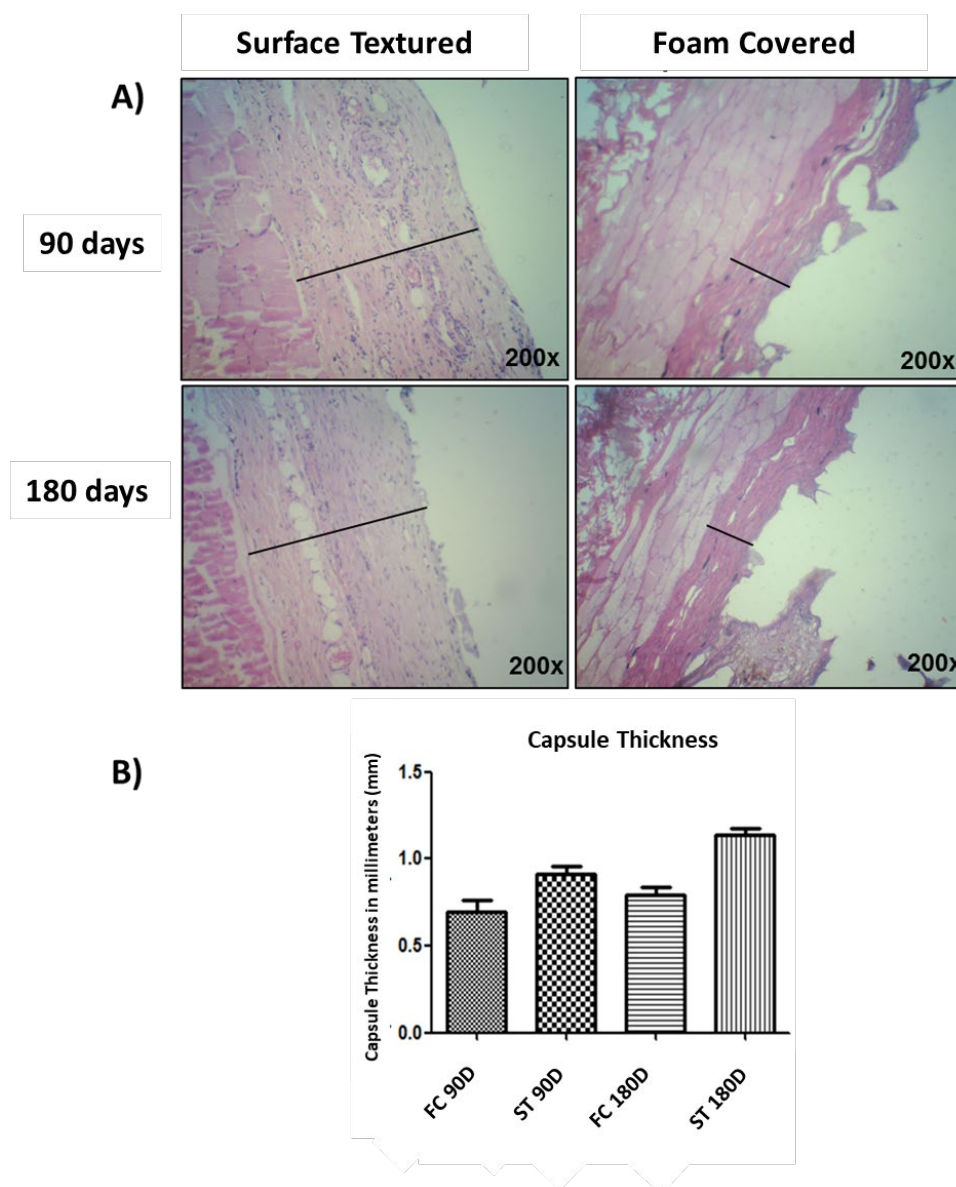 Surface Textured
Foam Covered
A)
90 days
200x
200x
180 days
200x
200x
B)
Capsule Thickness
Capsule Thickness in millimeters (mm)
1.5
1.0
0.5
0.0
FC 90D
ST 90D
FC 180D
ST 180D